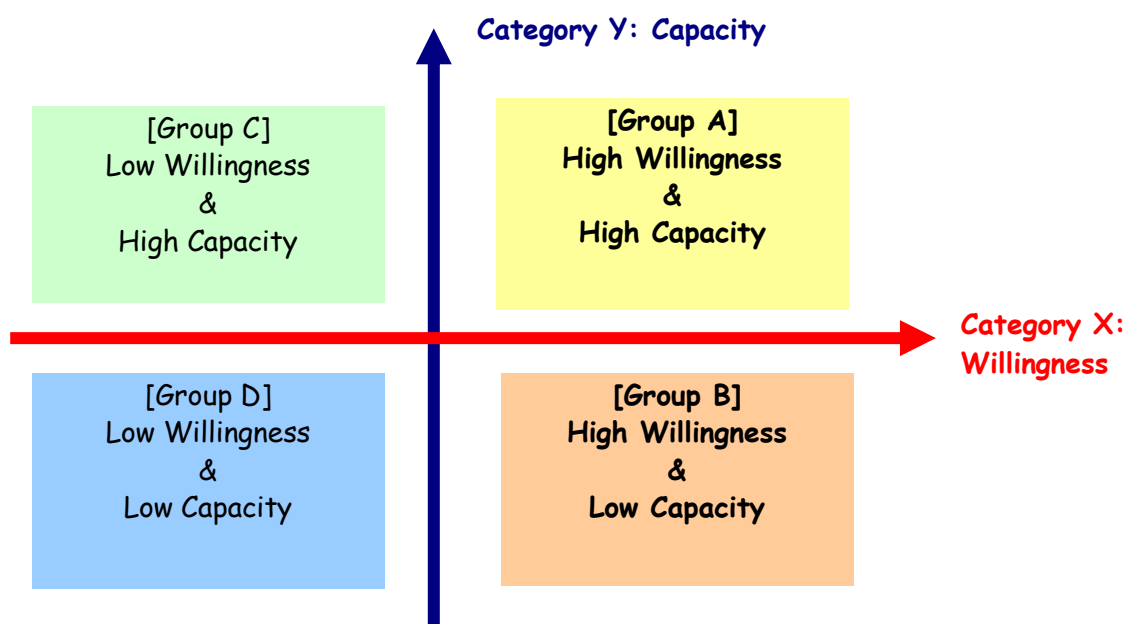 Category Y: Capacity
[Group C]
Low Willingness
&
High Capacity
[Group A]
High Willingness
&
High Capacity
Category X:
Willingness
[Group D]
Low Willingness
&
Low Capacity
[Group B]
High Willingness
&
Low Capacity